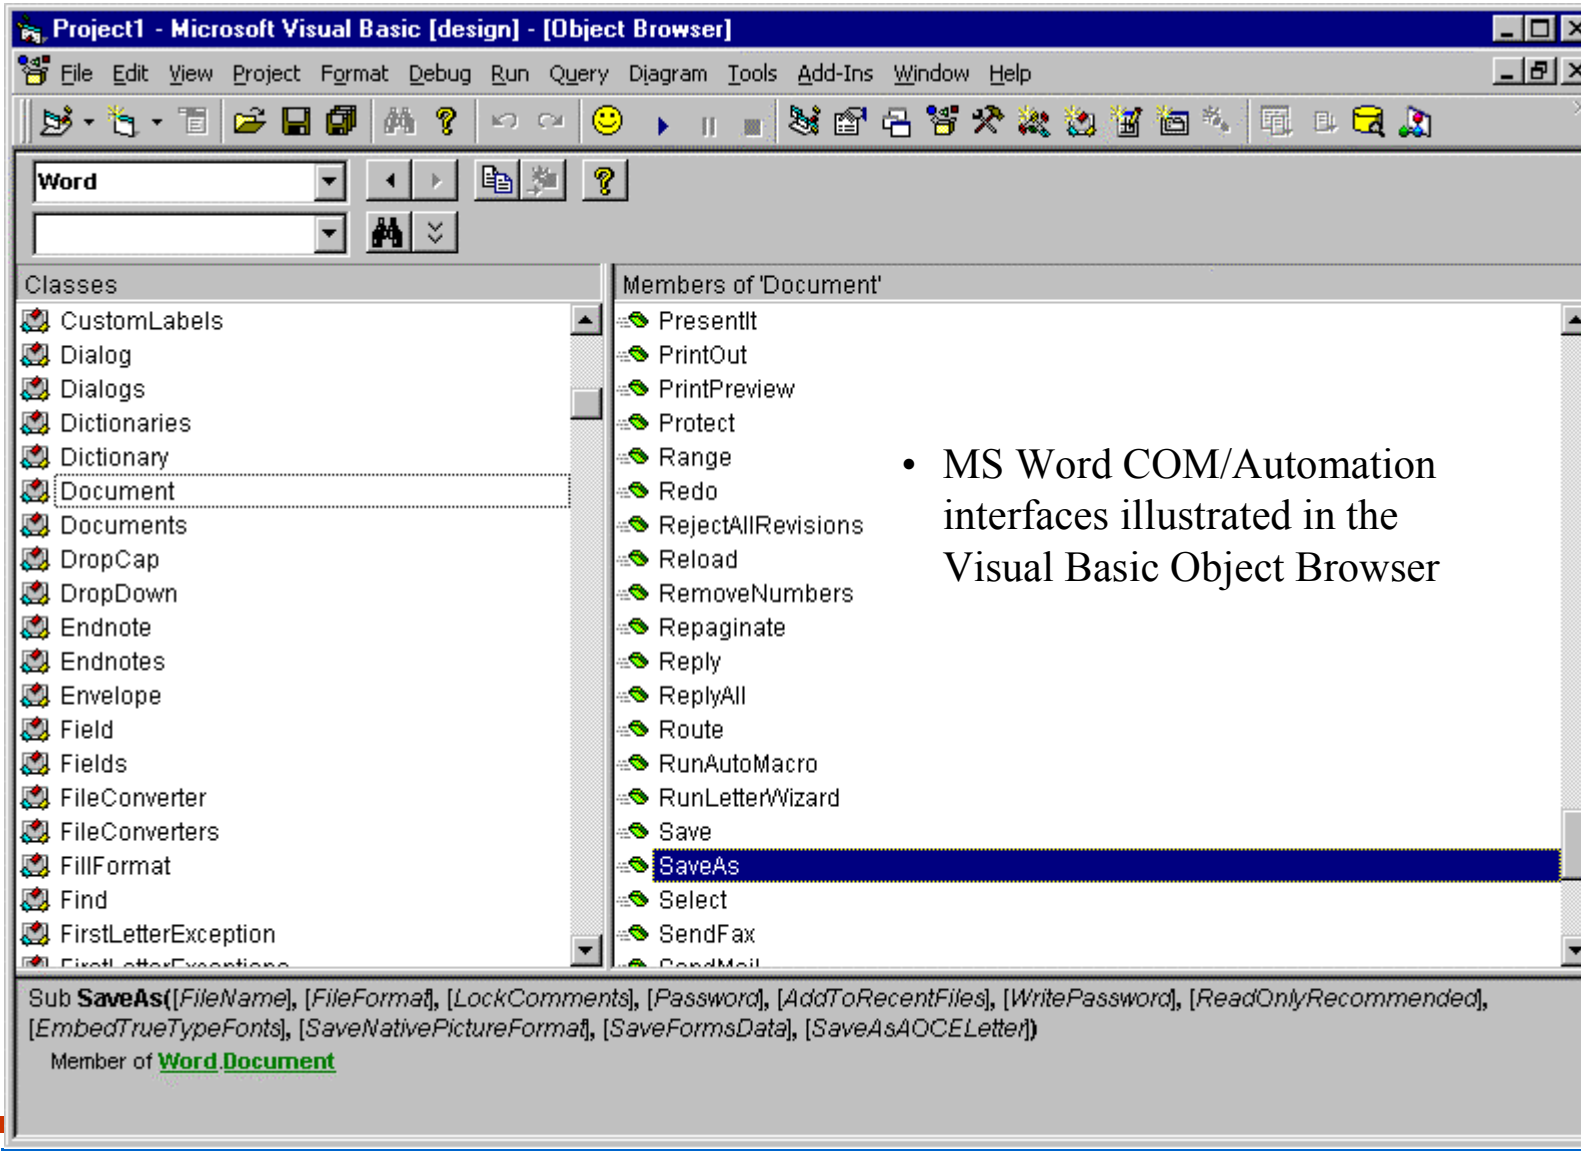 Project1 - Microsoft Visual Basic [design] - [Object Browser]
File Edit View Project Format Debug Run Query Diagram Tools Add-Ins Window Help
Word
Classes
CustomLabels
Dialog
Dialogs
Dictionaries
Dictionary
Document
Documents
DropCap
DropDown
Endnote
Endnotes
Envelope
Field
Fields
FileConverter
FileConverters
FillFormat
Find
FirstLetterException
FirstLetterExceptions
Members of 'Document'
PresentIt
PrintOut
PrintPreview
Protect
Range
Redo
RejectAllRevisions
Reload
RemoveNumbers
Repaginate
Reply
ReplyAll
Route
RunAutoMacro
RunLetterWizard
Save
SaveAs
Select
SendFax
SendMail
• MS Word COM/Automation
interfaces illustrated in the
Visual Basic Object Browser
Sub SaveAs([FileName], [FileFormat], [LockComments], [Password], [AddToRecentFiles], [WritePassword], [ReadOnlyRecommended],
[EmbedTrueTypeFonts], [SaveNativePictureFormat], [SaveFormsData], [SaveAsAOCELetter])
Member of Word.Document